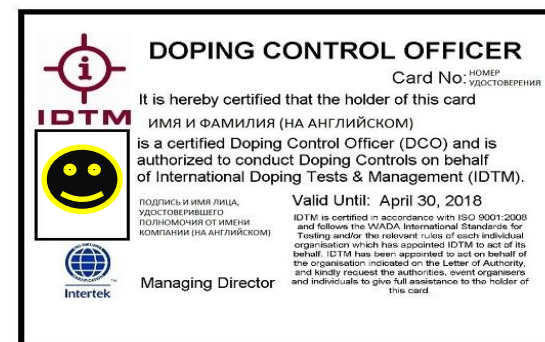 DOPING CONTROL OFFICER
Card No: НОМЕР УДОСТОВЕРЕНИЯ
It is hereby certified that the holder of this card
IDTM
ИМЯ И ФАМИЛИЯ (НА АНГЛИЙСКОМ)
is a certified Doping Control Officer (DCO) and is
authorized to conduct Doping Controls on behalf
of International Doping Tests & Management (IDTM).
ПОДПИСЬ И ИМЯ ЛИЦА,
УДОСТОВЕРИВШЕГО
ПОЛНОМОЧИЯ ОТ ИМЕНИ
КОМПАНИИ (НА АНГЛИЙСКОМ)
Valid Until: April 30, 2018
IDTM is certified in accordance with ISO 9001:2008
and follows the WADA International Standards for
Testing and/or the relevant rules of each individual
organisation which has appointed IDTM to act of its
behalf. IDTM has been appointed to act on behalf of
the organisation indicated on the Letter of Authority,
and kindly request the authorities, event organisers
and individuals to give full assistance to the holder of
this card.
Intertek
Managing Director